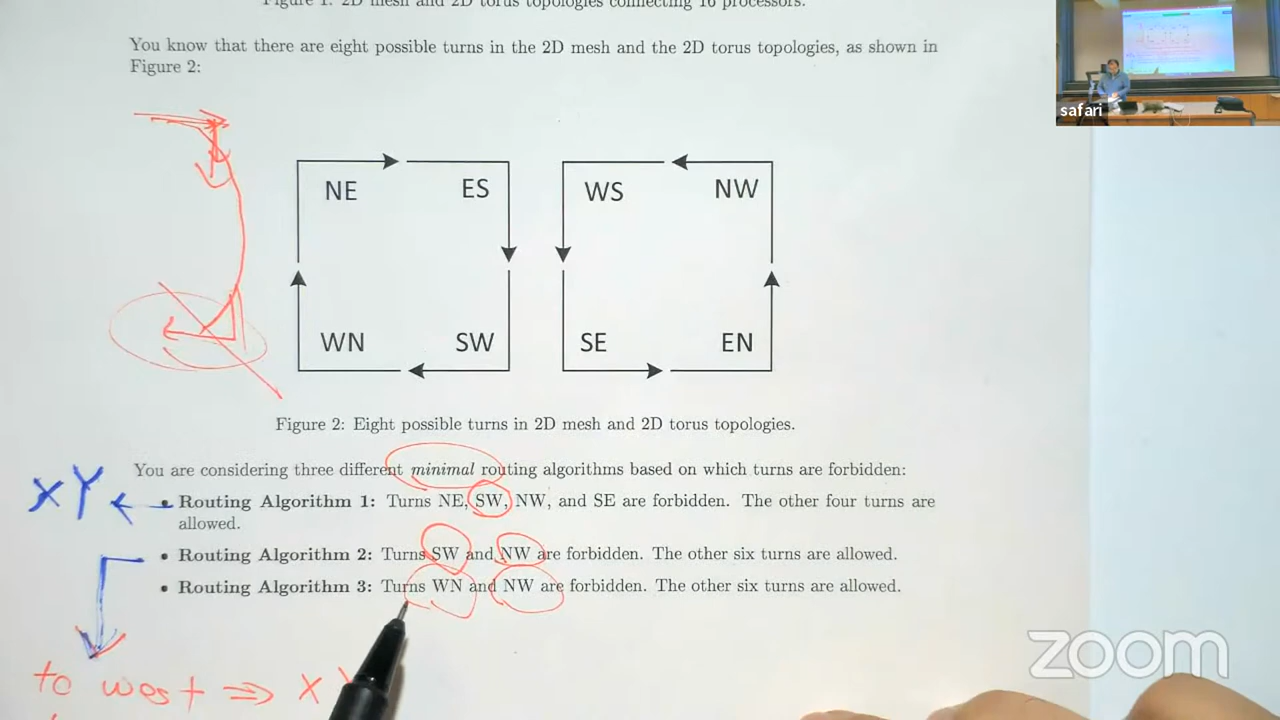 Figure 1: 2D mesh and 2D torus topologies connecting 16 processors.
You know that there are eight possible turns in the 2D mesh and the 2D torus topologies, as shown in
Figure 2:
safari
NE ES WS NW
WN SW SE EN
Figure 2: Eight possible turns in 2D mesh and 2D torus topologies.
You are considering three different minimal routing algorithms based on which turns are forbidden:
XY
• Routing Algorithm 1: Turns NE, SW, NW, and SE are forbidden. The other four turns are
allowed.
• Routing Algorithm 2: Turns SW and NW are forbidden. The other six turns are allowed.
• Routing Algorithm 3: Turns WN and NW are forbidden. The other six turns are allowed.
to west ⇒ X
zoom